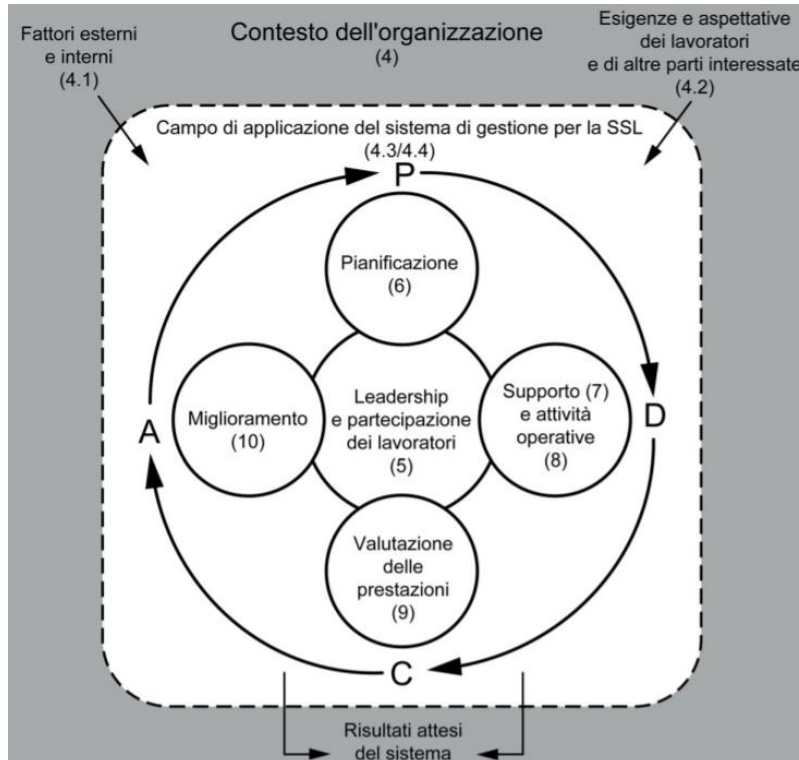 Fattori esterni
e interni
(4.1)
Contesto dell'organizzazione
(4)
Esigenze e aspettative
dei lavoratori
e di altre parti interessate
(4.2)
Campo di applicazione del sistema di gestione per la SSL
(4.3/4.4)
P
Pianificazione
(6)
A
Miglioramento
(10)
Leadership
e partecipazione
dei lavoratori
(5)
Supporto (7)
e attività
operative
(8)
D
Valutazione
delle
prestazioni
(9)
C
Risultati attesi
del sistema